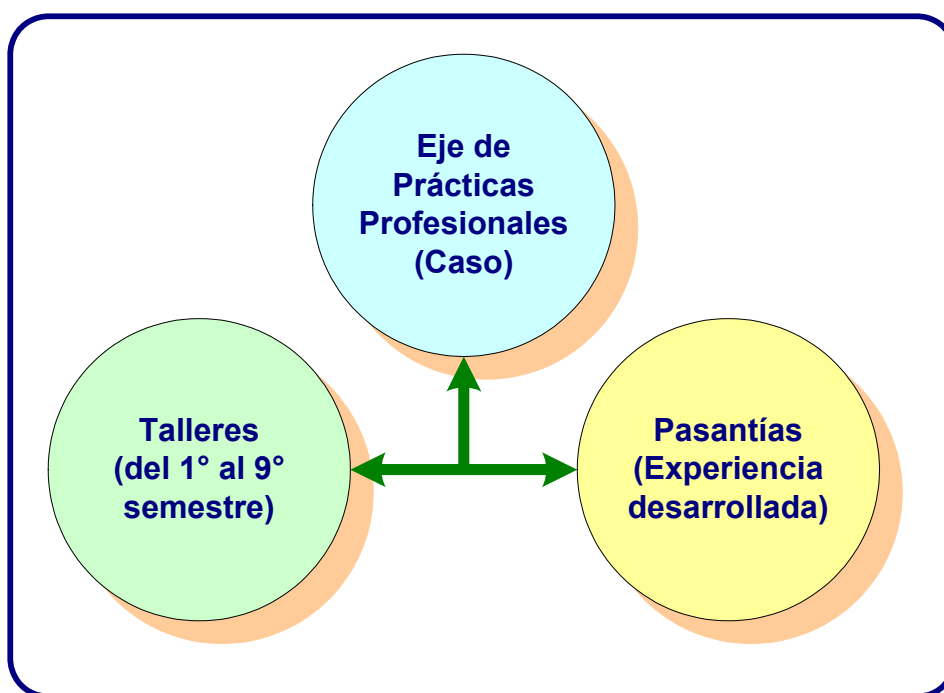 Eje de
Prácticas
Profesionales
(Caso)
Talleres
(del 1° al 9°
semestre)
Pasantías
(Experiencia
desarrollada)